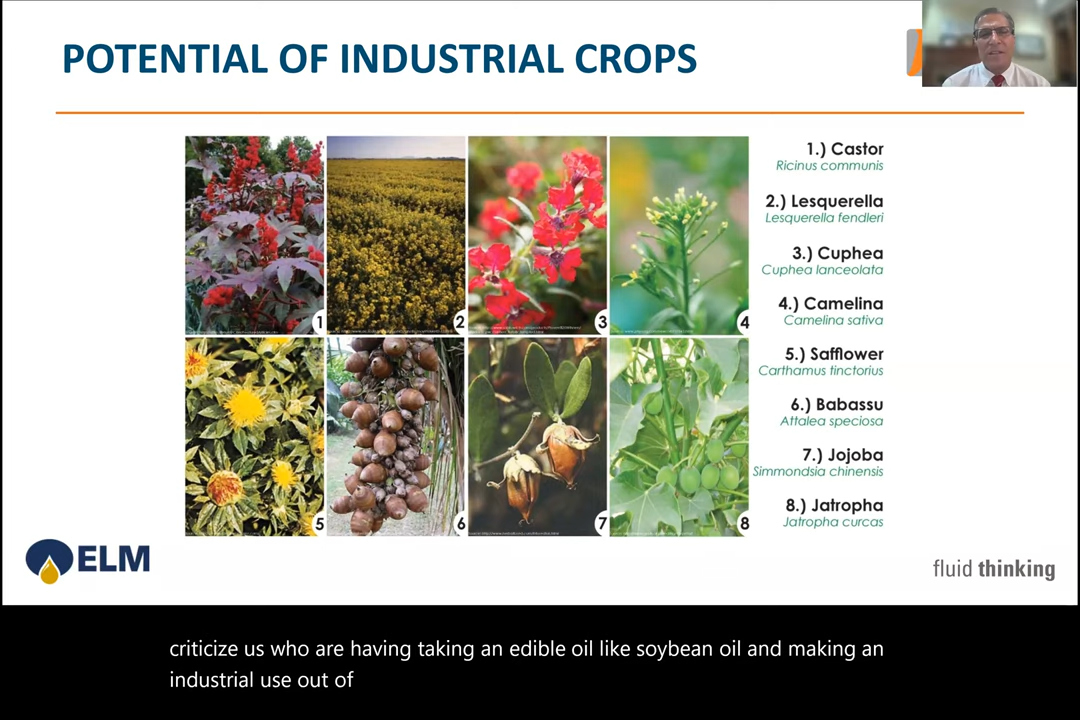 POTENTIAL OF INDUSTRIAL CROPS
1.) Castor
Ricinus communis
2.) Lesquerella
Lesquerella fendleri
3.) Cuphea
Cuphea lanceolata
4.) Camelina
Camelina sativa
5.) Safflower
Carthamus tinctorius
6.) Babassu
Attalea speciosa
7.) Jojoba
Simmondsia chinensis
8.) Jatropha
Jatropha curcas
1
2
3
4
5
6
7
8
ELM
fluid thinking
criticize us who are having taking an edible oil like soybean oil and making an
industrial use out of